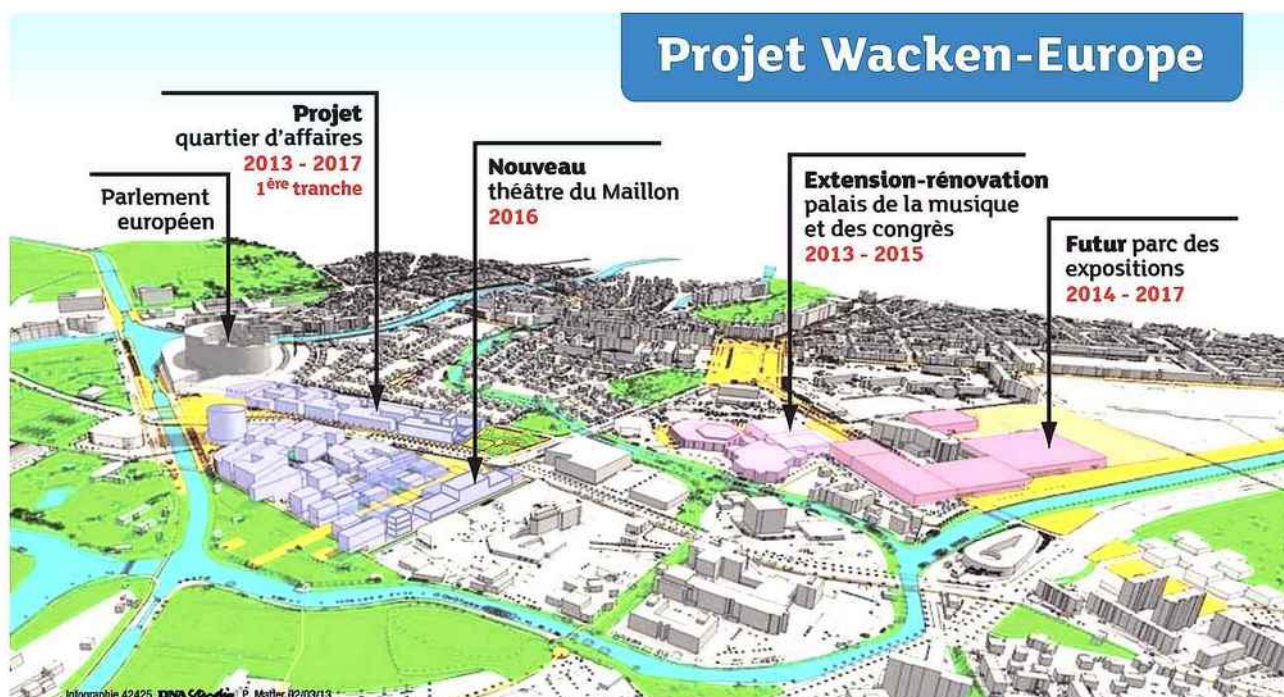 Projet Wacken-Europe
Projet
quartier d'affaires
2013 - 2017
1ère tranche
Parlement
européen
Nouveau
théâtre du Maillon
2016
Extension-rénovation
palais de la musique
et des congrès
2013 - 2015
Futur parc des
expositions
2014 - 2017
Infographie 42425 DNA P. Matter 02/03/13